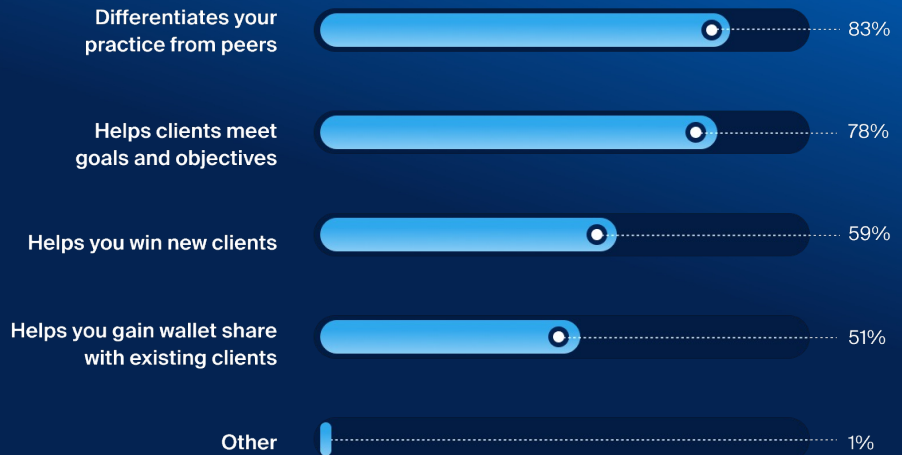 Differentiates your
practice from peers
83%
Helps clients meet
goals and objectives
78%
Helps you win new clients
59%
Helps you gain wallet share
with existing clients
51%
Other
1%